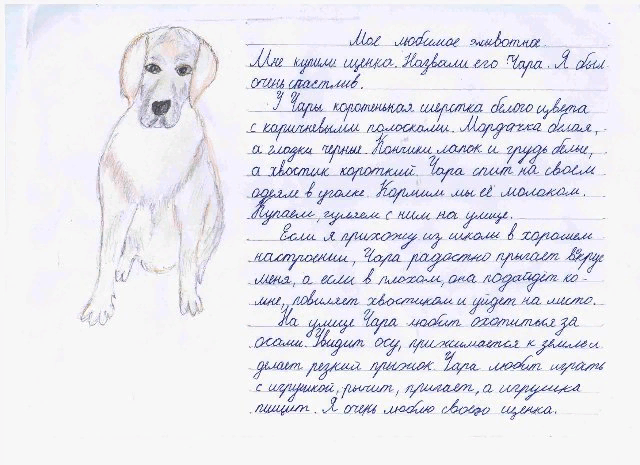 Мое любимое животное.
Мне купили щенка. Назвали его Чара. Я был
очень счастлив.
У Чары коротенькая шерстка белого цвета
с коричневыми полосками. Мордачка белая,
а глазки черные. Кончики лапок и грудь белые,
а хвостик короткий. Чара спит на своем
одеяле в уголке. Кормим мы её молоком.
Купаем, гуляем с ним на улице.
Если я прихожу из школы в хорошем
настроении, Чара радостно прыгает вокруг
меня, а если в плохом, она подайдёт ко-
мне, повиляет хвостиком и уйдет на место.
На улице Чара любит охотиться за
осами. Увидит осу, прижимается к земле и
делает резкий прыжок. Чара любит играть
с игрушкой, рычит, прыгает, а игрушка
пищит. Я очень люблю своего щенка.